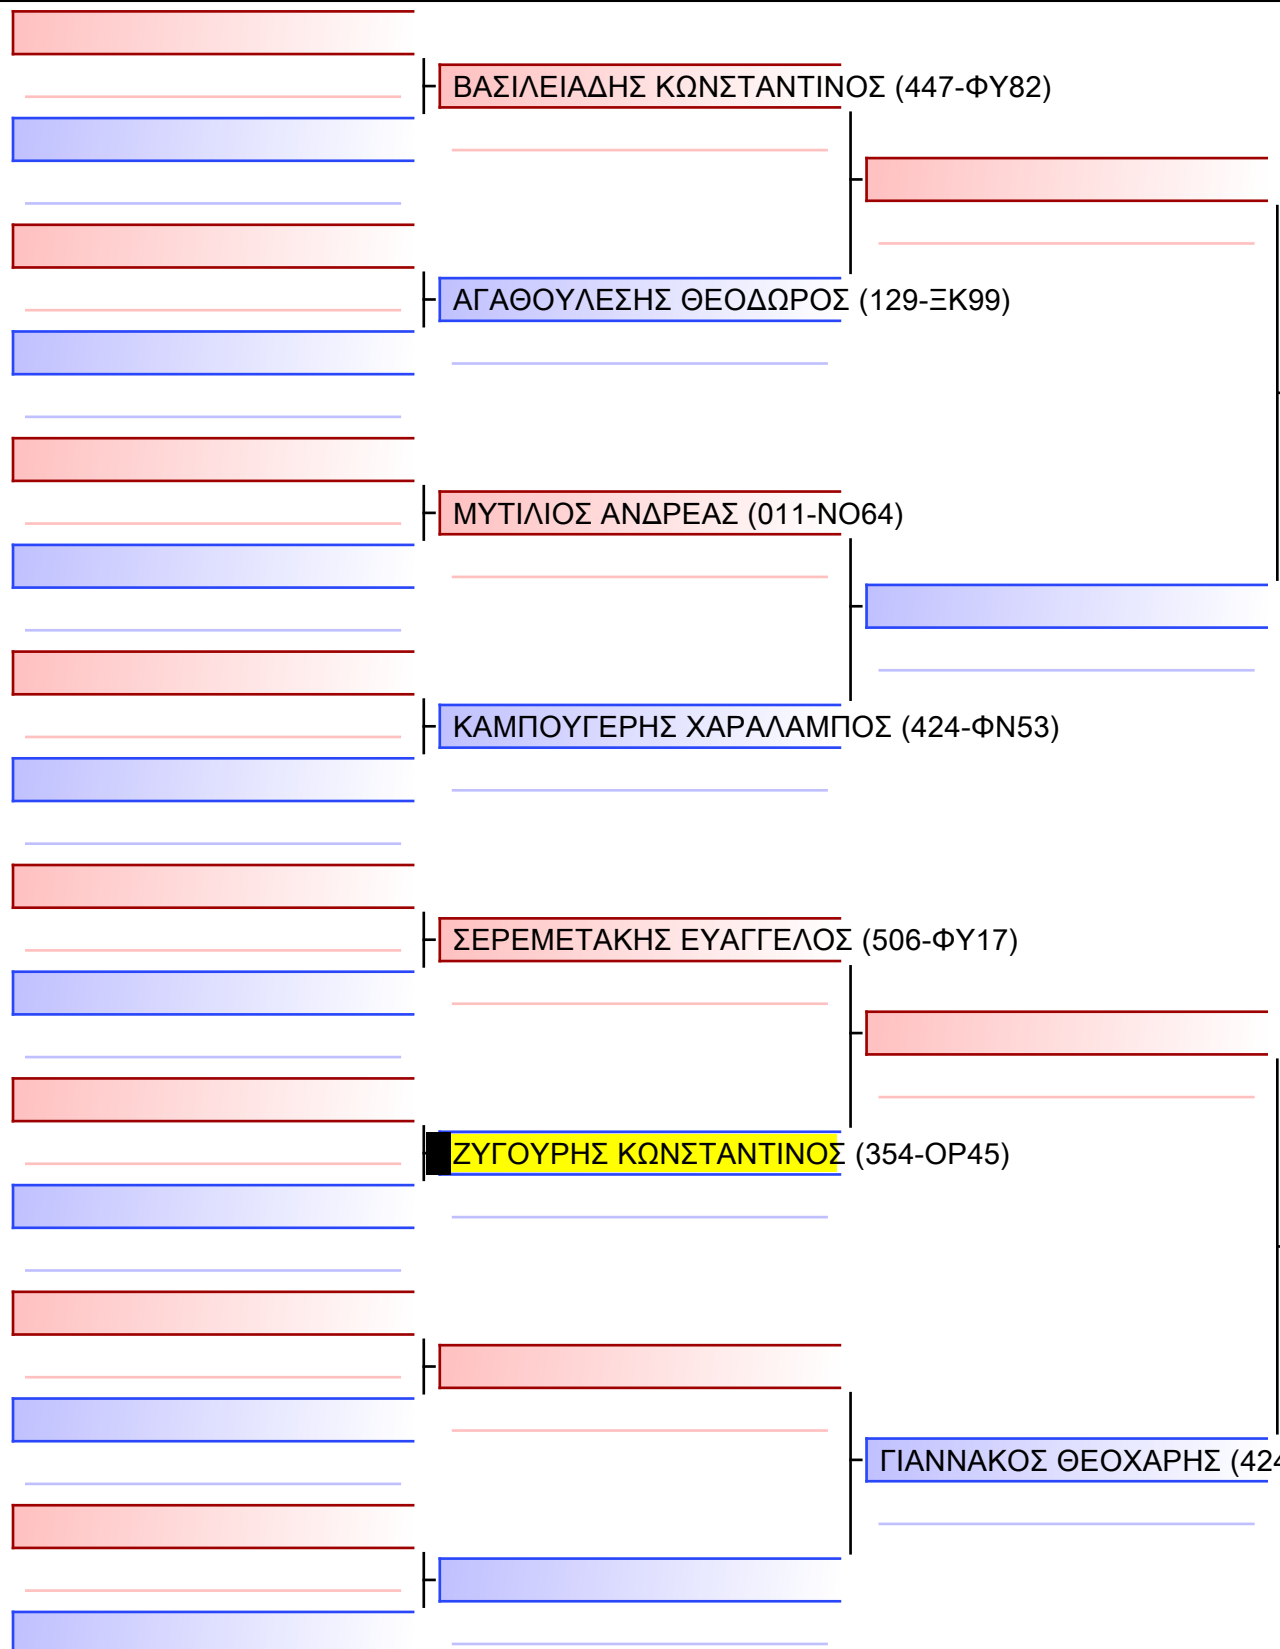 ΒΑΣΙΛΕΙΑΔΗΣ ΚΩΝΣΤΑΝΤΙΝΟΣ (447-ΦΥ82)
ΑΓΑΘΟΥΛΕΣΗΣ ΘΕΟΔΩΡΟΣ (129-ΞΚ99)
ΜΥΤΙΛΙΟΣ ΑΝΔΡΕΑΣ (011-ΝΟ64)
ΚΑΜΠΟΥΓΕΡΗΣ ΧΑΡΑΛΑΜΠΟΣ (424-ΦΝ53)
ΣΕΡΕΜΕΤΑΚΗΣ ΕΥΑΓΓΕΛΟΣ (506-ΦΥ17)
ΖΥΓΟΥΡΗΣ ΚΩΝΣΤΑΝΤΙΝΟΣ (354-ΟΡ45)
ΓΙΑΝΝΑΚΟΣ ΘΕΟΧΑΡΗΣ (424